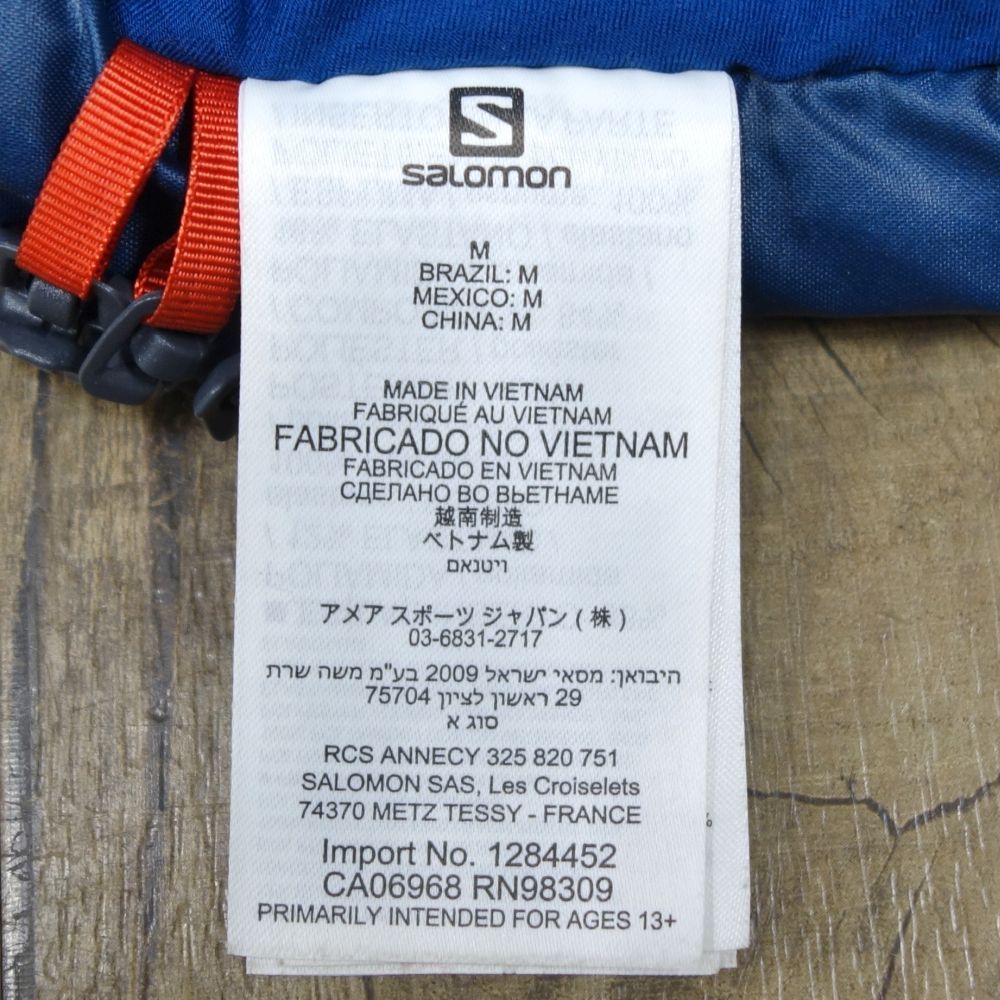 S
SALOMON
M
BRAZIL: M
MEXICO: M
CHINA: M
MADE IN VIETNAM
FABRIQUÉ AU VIETNAM
FABRICADO NO VIETNAM
FABRICADO EN VIETNAM
СДЕЛАНО ВО ВЬЕТНАМЕ
越南制造
ベトナム製
ויטנאם
アメア スポーツ ジャパン ( 株 )
03-6831-2717
היבואן: מסאי ישראל 2009 בע"מ משה שרת
29 ראשון לציון 75704
סוג א
RCS ANNECY 325 820 751
SALOMON SAS, Les Croiselets
74370 METZ TESSY - FRANCE
Import No. 1284452
CA06968 RN98309
PRIMARILY INTENDED FOR AGES 13+